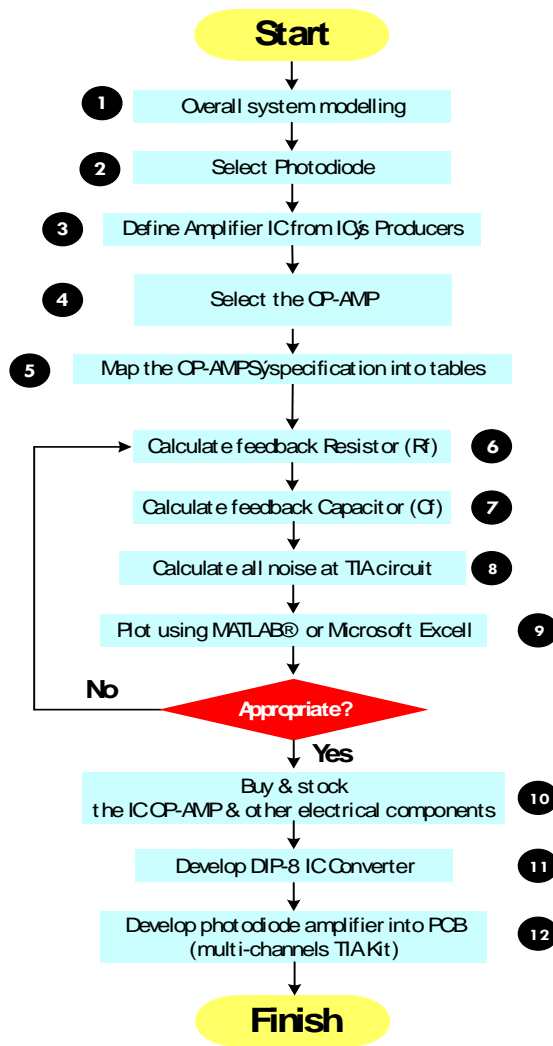 Start
1
Overall system modelling
2
Select Photodiode
3
Define Amplifier IC from ICýs Producers
4
Select the OP-AMP
5
Map the OP-AMPSýspecification into tables
Calculate feedback Resistor (Rf)
6
Calculate feedback Capacitor (Cf)
7
Calculate all noise at TIA circuit
8
Plot using MATLAB® or Microsoft Excell
9
No
Appropriate?
Yes
Buy & stock
the IC OP-AMP & other electrical components
10
Develop DIP-8 IC Converter
11
Develop photodiode amplifier into PCB
(multi-channels TIA Kit)
12
Finish